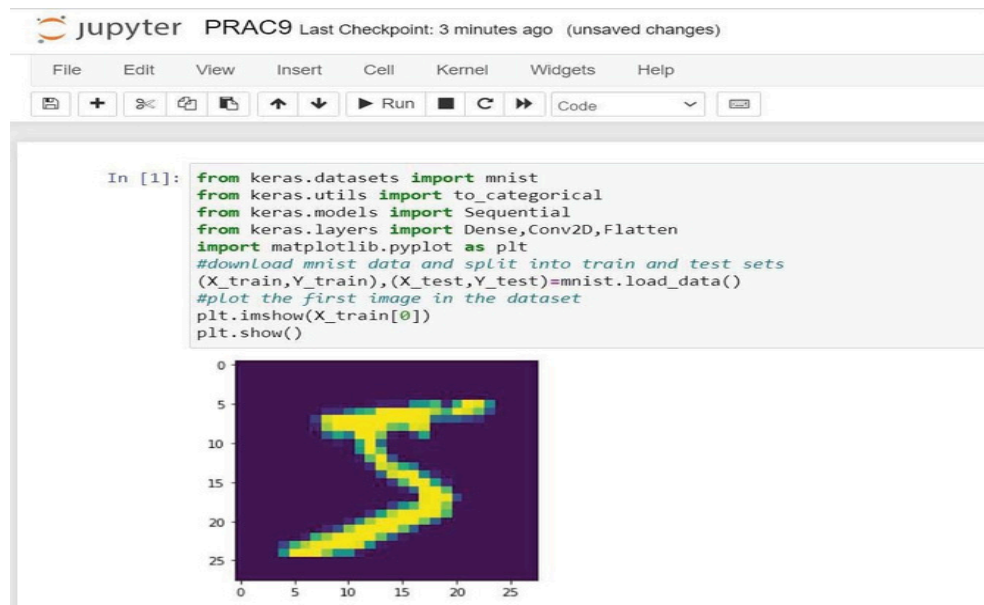 jupyter PRAC9 Last Checkpoint: 3 minutes ago (unsaved changes)
File Edit View Insert Cell Kernel Widgets Help
Run Code
In [1]: from keras.datasets import mnist
from keras.utils import to_categorical
from keras.models import Sequential
from keras.layers import Dense,Conv2D,Flatten
import matplotlib.pyplot as plt
#download mnist data and split into train and test sets
(X_train,Y_train),(X_test,Y_test)=mnist.load_data()
#plot the first image in the dataset
plt.imshow(X_train[0])
plt.show()
0
5
10
15
20
25
0 5 10 15 20 25